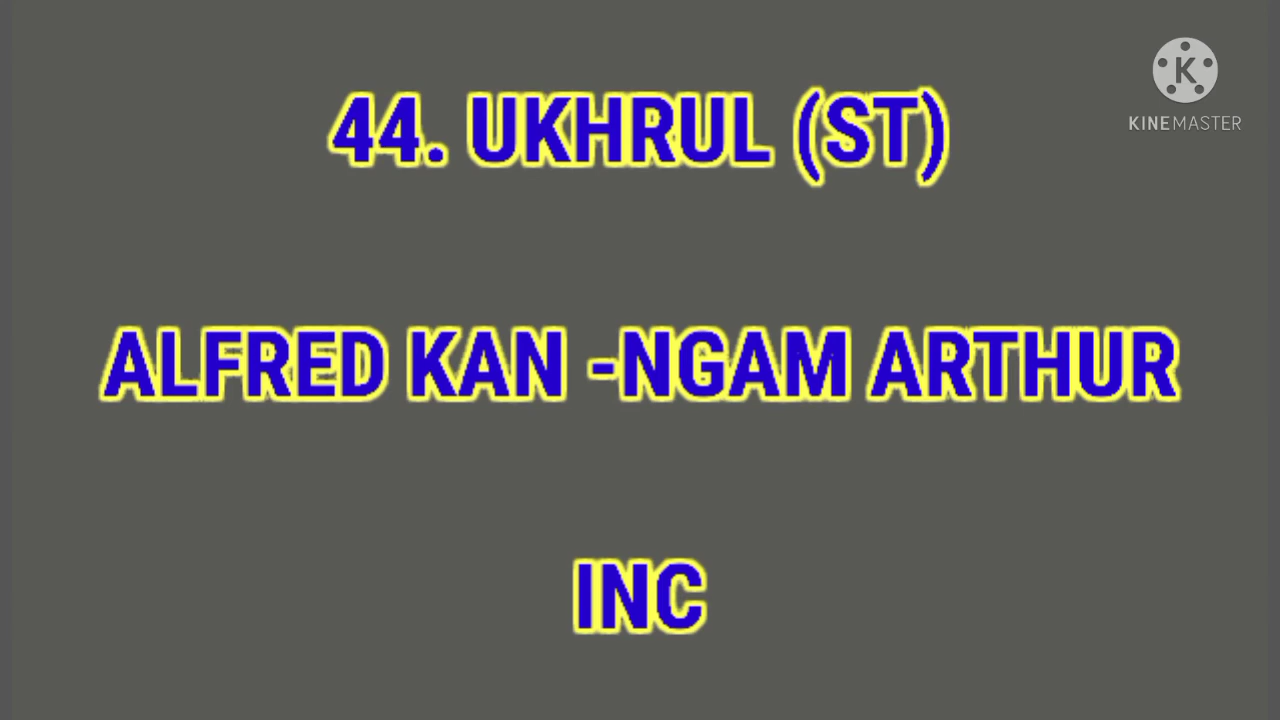 K
KINEMASTER
44. UKHRUL (ST)
ALFRED KAN -NGAM ARTHUR
INC